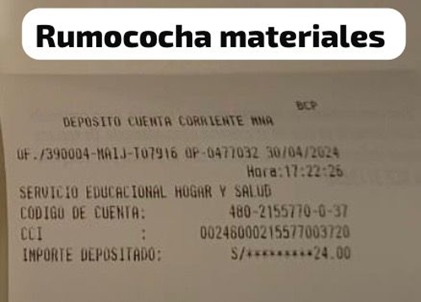 Rumococha materiales
BCP
DEPOSITO CUENTA CORRIENTE MNA
OF./390004-MAIJ-T07916 OP-0477032 30/04/2024
Hora:17:22:26
SERVICIO EDUCACIONAL HOGAR Y SALUD
CODIGO DE CUENTA: 480-2155770-0-37
CCI : 00248000215577003720
IMPORTE DEPOSITADO: S/*********24.00